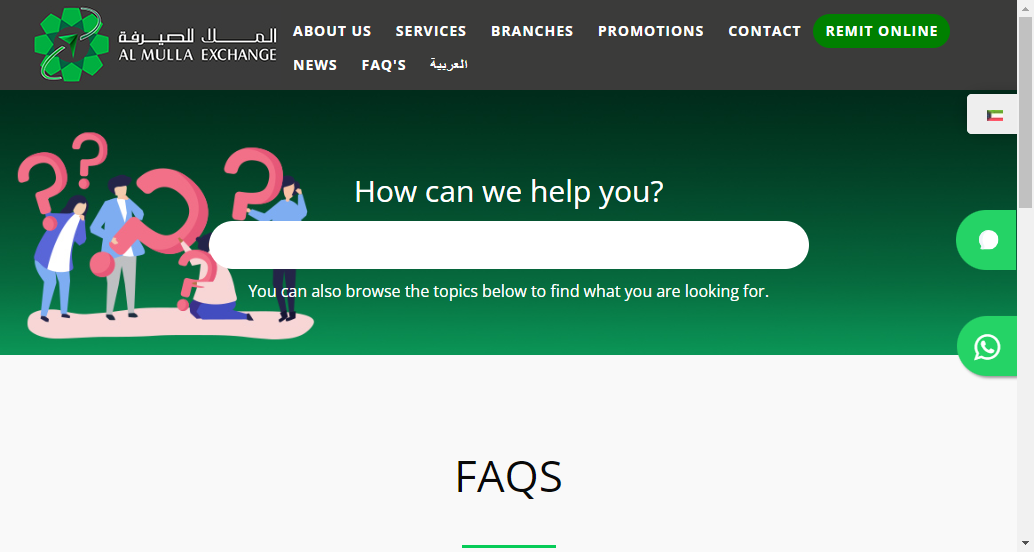 المـــــلا للصيرفة
AL MULLA EXCHANGE
ABOUT US SERVICES BRANCHES PROMOTIONS CONTACT REMIT ONLINE
NEWS FAQ'S العربية
How can we help you?
You can also browse the topics below to find what you are looking for.
FAQS